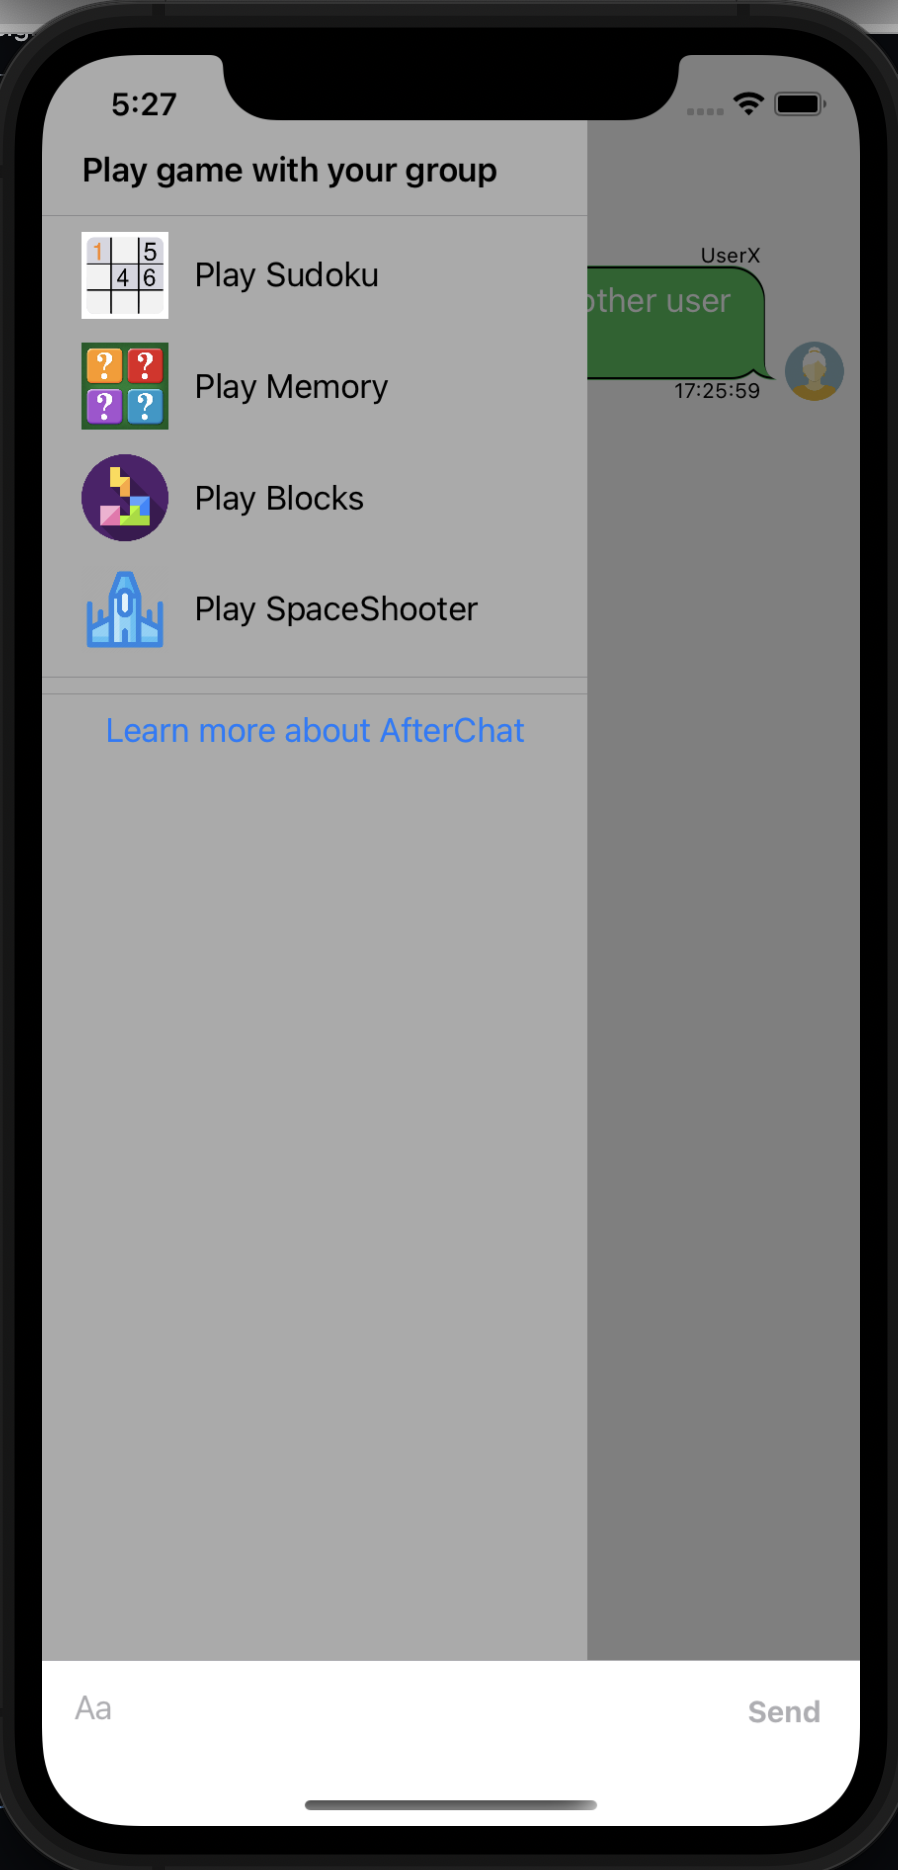 5:27
Play game with your group
1 5
4 6
Play Sudoku
? ?
? ?
Play Memory
Play Blocks
Play SpaceShooter
Learn more about AfterChat
UserX
other user
17:25:59
Aa
Send